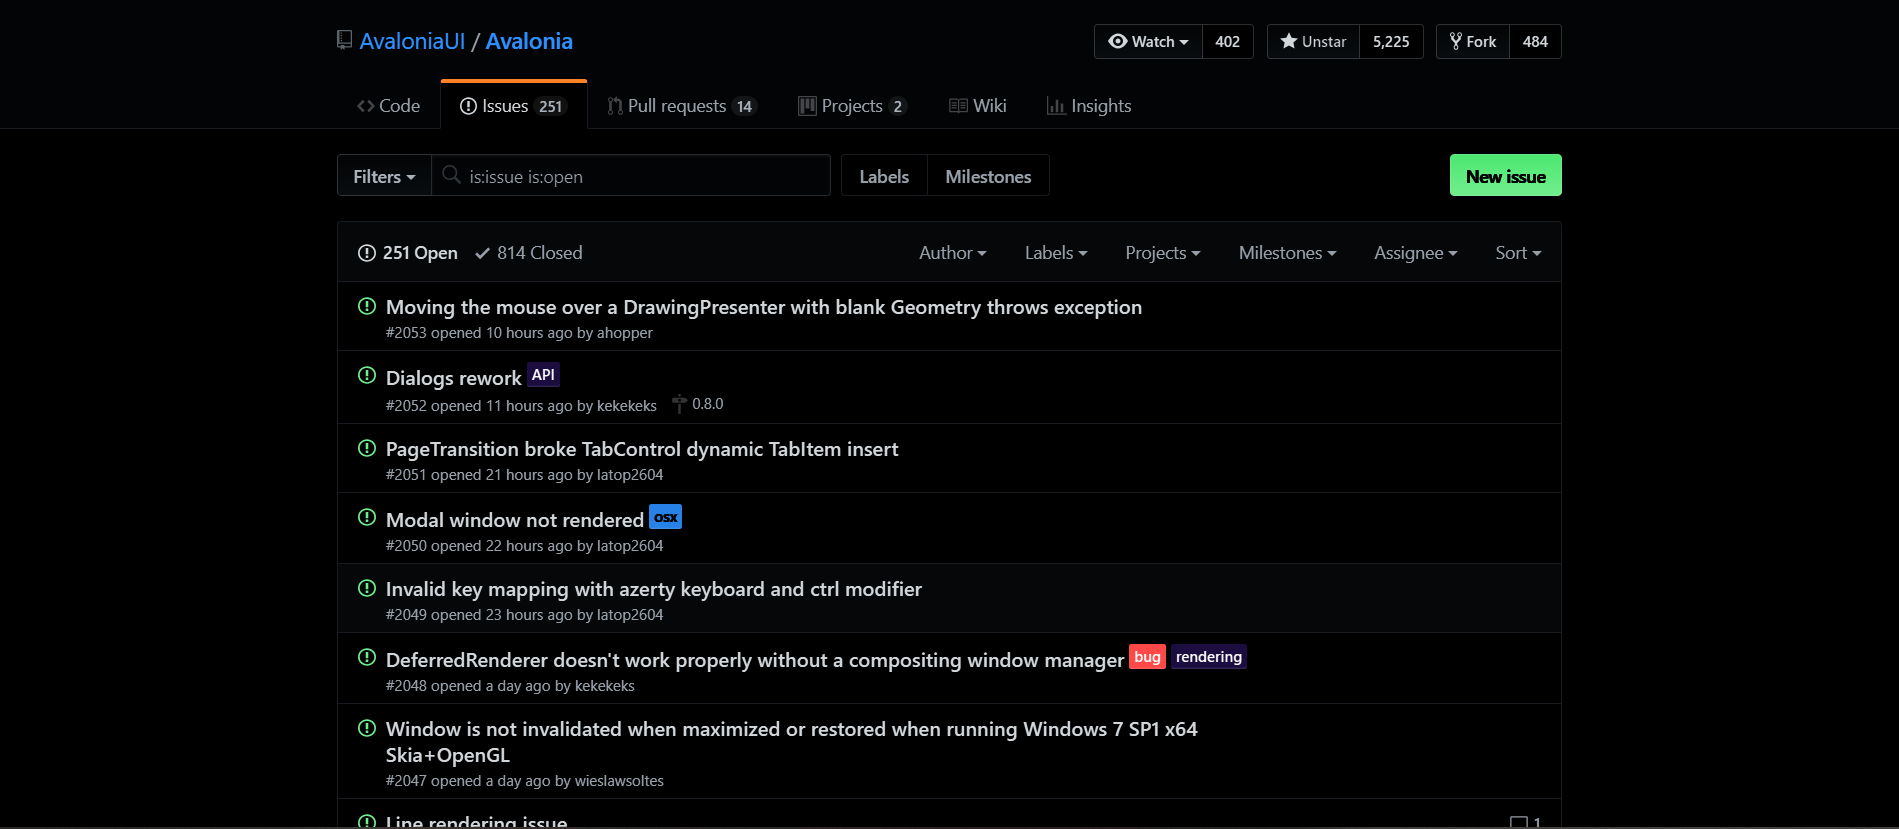 AvaloniaUI / Avalonia
Watch 402 Unstar 5,225 Fork 484
Code Issues 251 Pull requests 14 Projects 2 Wiki Insights
Filters is:issue is:open Labels Milestones New issue
251 Open 814 Closed Author Labels Projects Milestones Assignee Sort
Moving the mouse over a DrawingPresenter with blank Geometry throws exception
#2053 opened 10 hours ago by ahopper
Dialogs rework API
#2052 opened 11 hours ago by kekekeks 0.8.0
PageTransition broke TabControl dynamic TabItem insert
#2051 opened 21 hours ago by latop2604
Modal window not rendered osx
#2050 opened 22 hours ago by latop2604
Invalid key mapping with azerty keyboard and ctrl modifier
#2049 opened 23 hours ago by latop2604
DeferredRenderer doesn't work properly without a compositing window manager bug rendering
#2048 opened a day ago by kekekeks
Window is not invalidated when maximized or restored when running Windows 7 SP1 x64
Skia+OpenGL
#2047 opened a day ago by wieslawsoltes
Line rendering issue 1